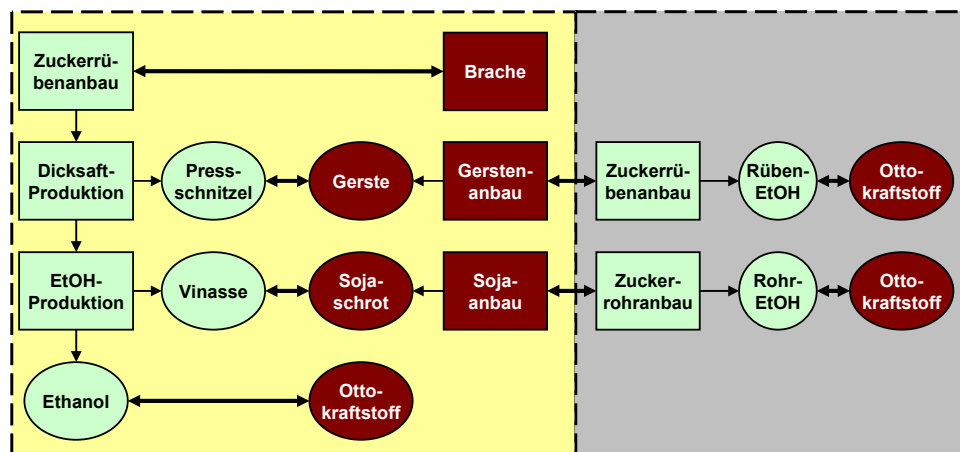 Zuckerrü-
benanbau
Brache
Dicksaft-
Produktion
Press-
schnitzel
Gerste
Gersten-
anbau
Zuckerrü-
benanbau
Rüben-
EtOH
Otto-
kraftstoff
EtOH-
Produktion
Vinasse
Soja-
schrot
Soja-
anbau
Zucker-
rohranbau
Rohr-
EtOH
Otto-
kraftstoff
Ethanol
Otto-
kraftstoff